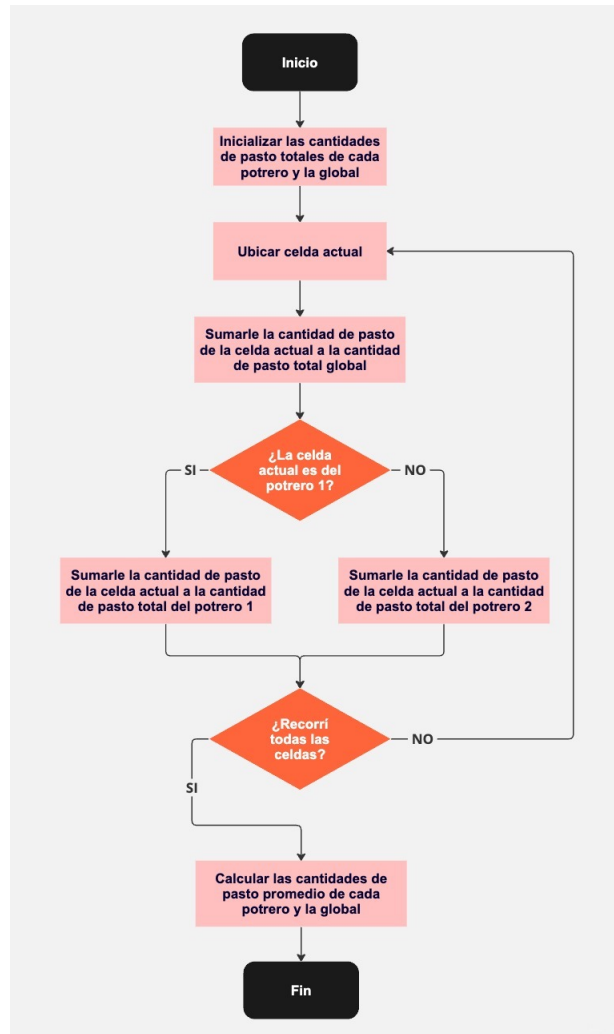 Inicio
Inicializar las cantidades
de pasto totales de cada
potrero y la global
Ubicar celda actual
Sumarle la cantidad de pasto
de la celda actual a la cantidad
de pasto total global
¿La celda
actual es del
potrero 1?
SI
NO
Sumarle la cantidad de pasto
de la celda actual a la cantidad
de pasto total del potrero 1
Sumarle la cantidad de pasto
de la celda actual a la cantidad
de pasto total del potrero 2
¿Recorrí
todas las
celdas?
NO
SI
Calcular las cantidades de
pasto promedio de cada
potrero y la global
Fin